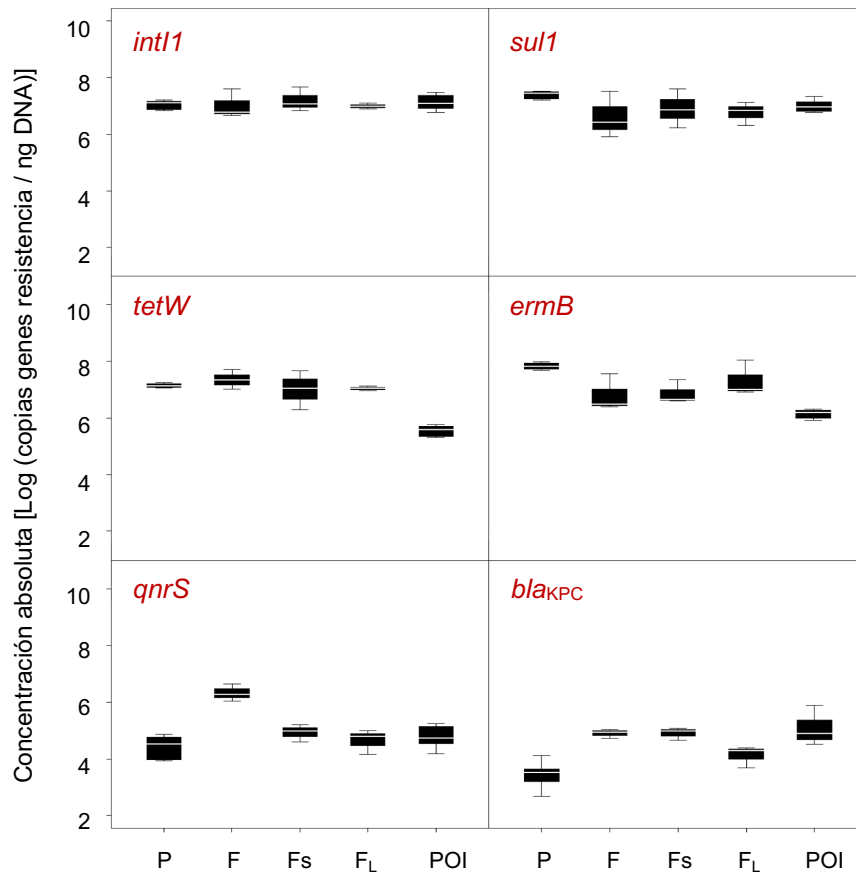 Concentración absoluta [Log (copias genes resistencia / ng DNA)]
intI1
sul1
10
8
6
4
2
tetW
ermB
10
8
6
4
2
qnrS
blaKPC
10
8
6
4
2
P F Fs FL POI P F Fs FL POI